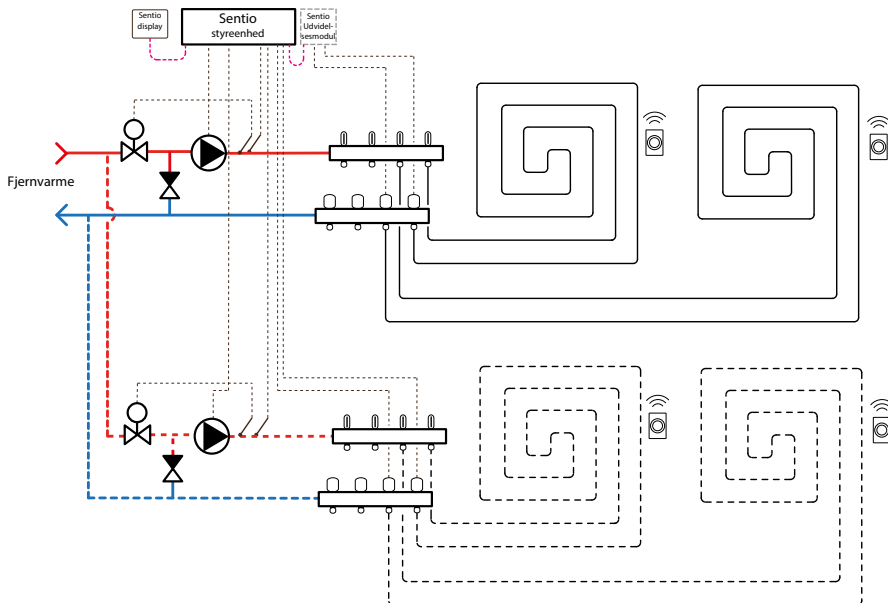 Sentio
display
Sentio
styreenhed
Sentio
Udvidel-
sesmodul
Fjernvarme